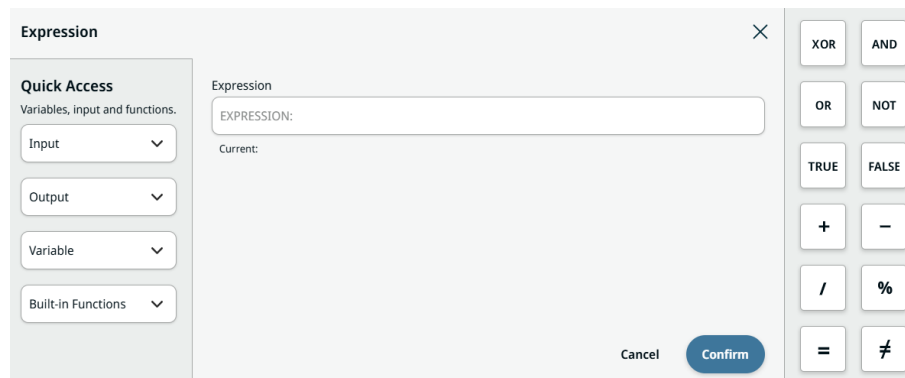 Expression
Quick Access
Variables, input and functions.
Input
Output
Variable
Built-in Functions
Expression
EXPRESSION:
Current:
Cancel
Confirm
XOR AND
OR NOT
TRUE FALSE
+ −
/ %
= ≠